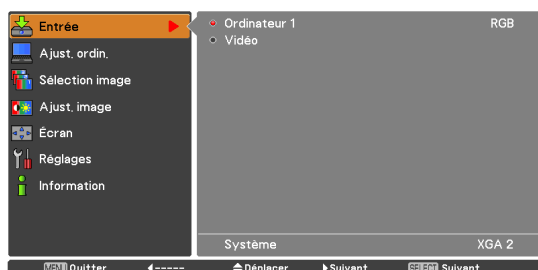 Entrée
Ajust. ordin.
Sélection image
Ajust. image
Écran
Réglages
Information
Ordinateur 1 RGB
Vidéo
Système XGA 2
MENU Quitter ◀----- Déplacer ▶Suivant SELECT Suivant